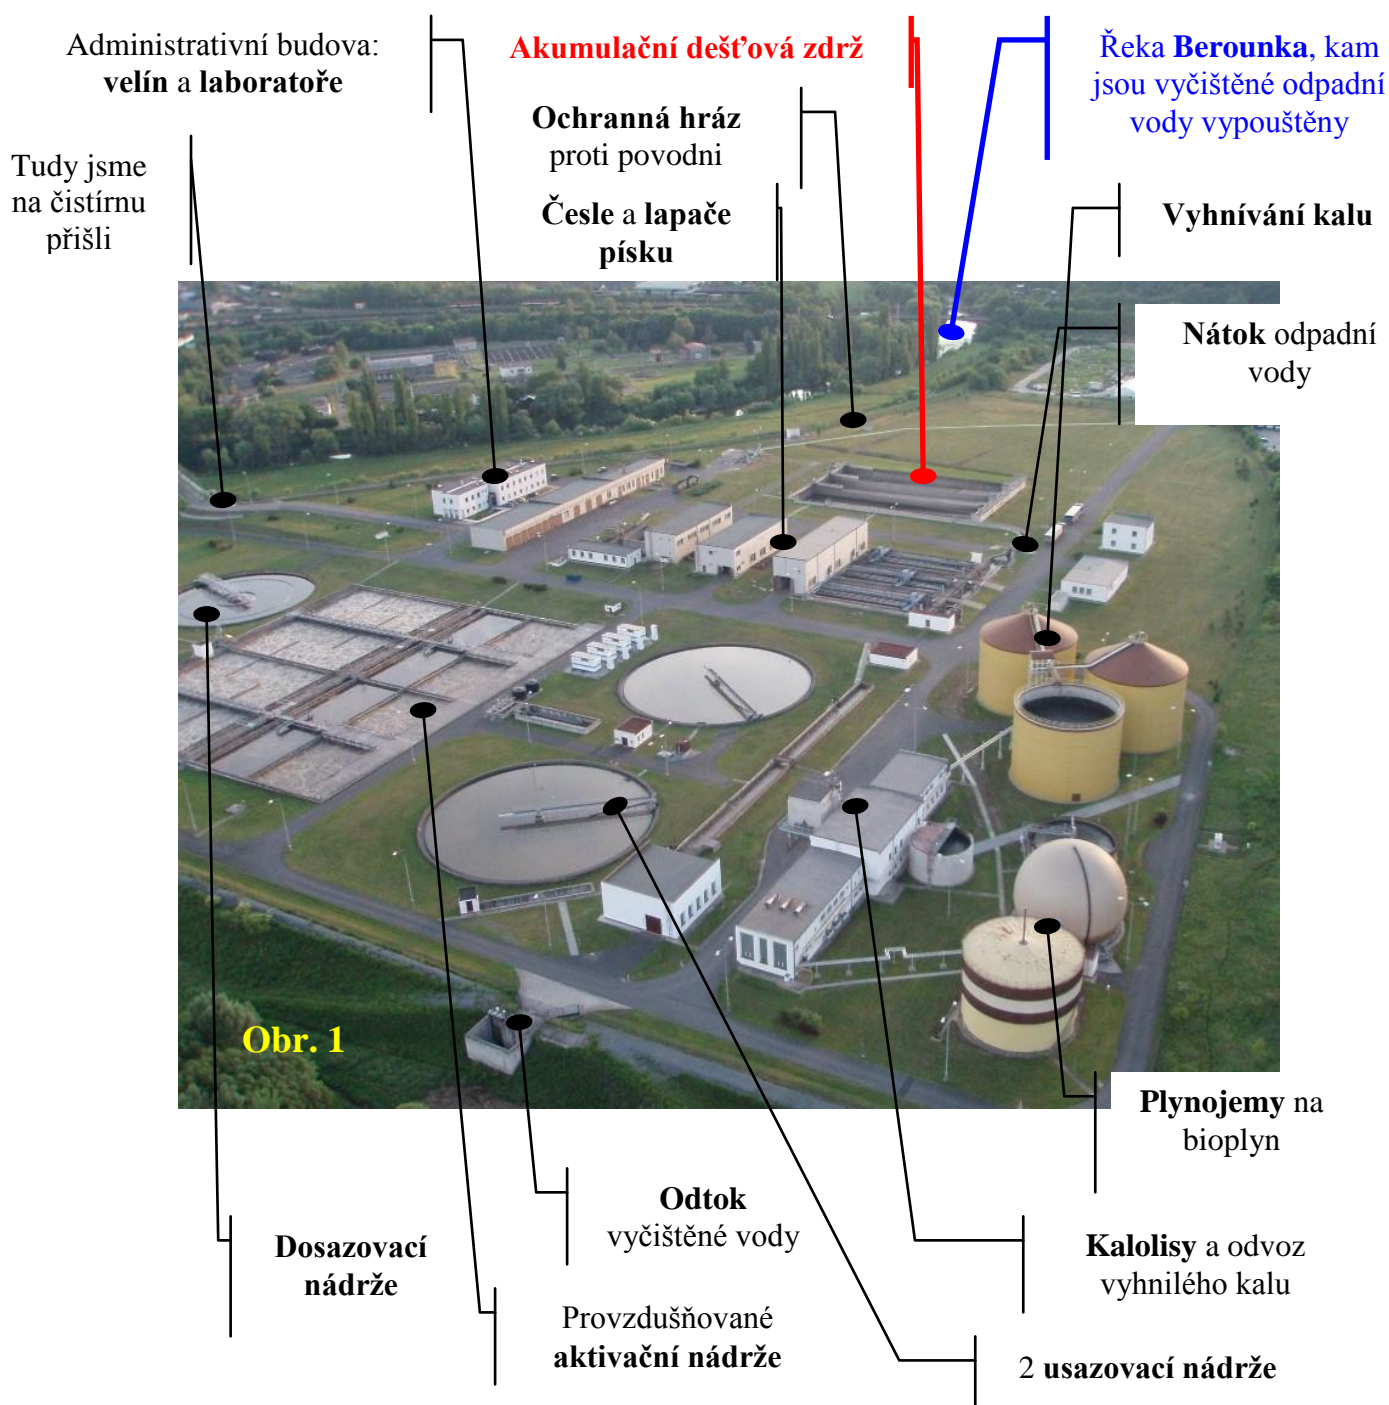 Administrativní budova:
velín a laboratoře
Akumulační dešťová zdrž
Řeka Berounka, kam
jsou vyčištěné odpadní
vody vypouštěny
Ochranná hráz
proti povodni
Tudy jsme
na čistírnu
přišli
Česle a lapače
písku
Vyhnívání kalu
Nátok odpadní
vody
Obr. 1
Plynojemy na
bioplyn
Odtok
vyčištěné vody
Dosazovací
nádrže
Kalolisy a odvoz
vyhnilého kalu
Provzdušňované
aktivační nádrže
2 usazovací nádrže